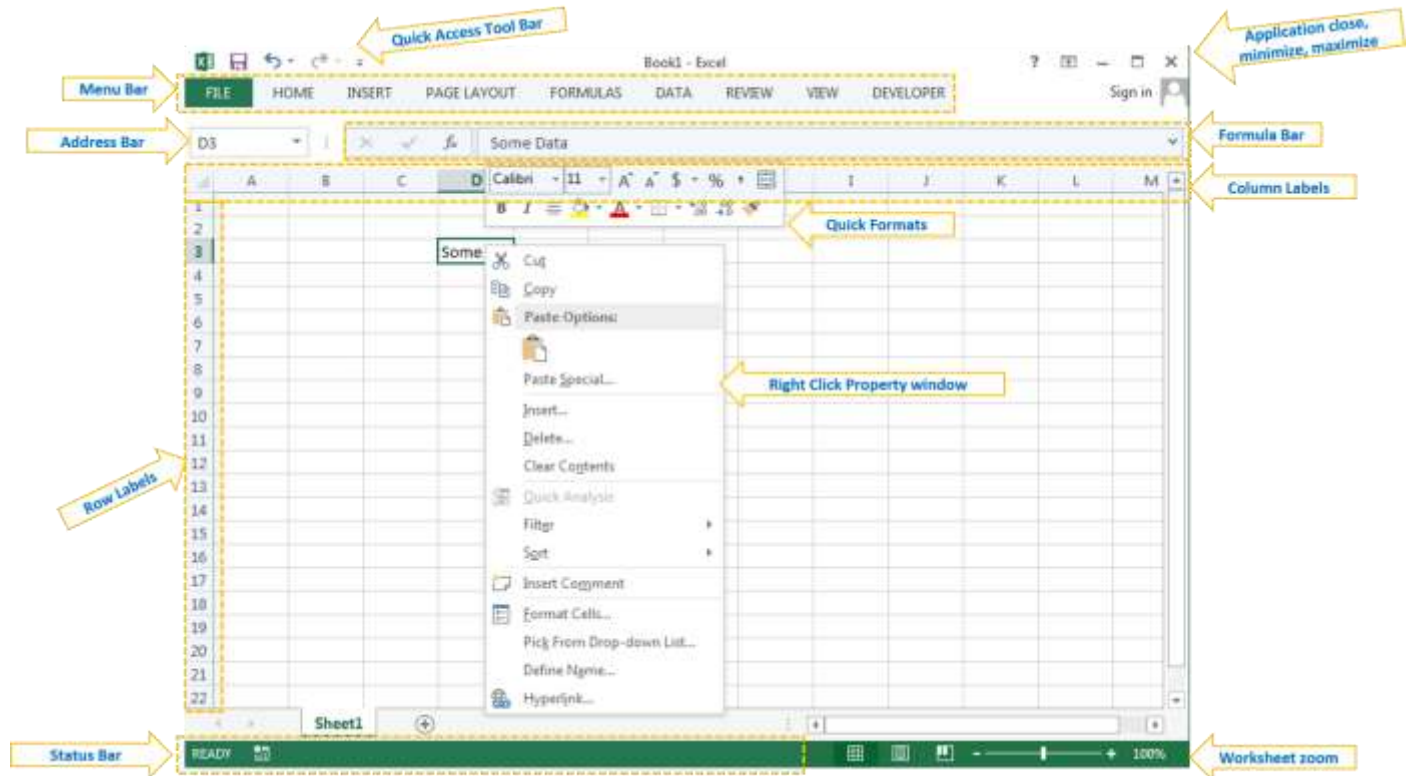 Quick Access Tool Bar
Application close,
minimize, maximize
Book1 - Excel
?
Menu Bar
FILE HOME INSERT PAGE LAYOUT FORMULAS DATA REVIEW VIEW DEVELOPER
Sign in
Address Bar
D3
fx
Some Data
Formula Bar
A B C D I J K L M
Column Labels
Calibri 11 A A $ % ,
B I A
Quick Formats
1
2
3
Some
4
5
6
7
8
9
10
11
12
13
14
15
16
17
18
19
20
21
22
Row Labels
Cut
Copy
Paste Options:
Paste Special...
Right Click Property window
Insert...
Delete...
Clear Contents
Quick Analysis
Filter
Sort
Insert Comment
Format Cells...
Pick From Drop-down List...
Define Name...
Hyperlink...
Sheet1
Status Bar
READY
- + 100%
Worksheet zoom